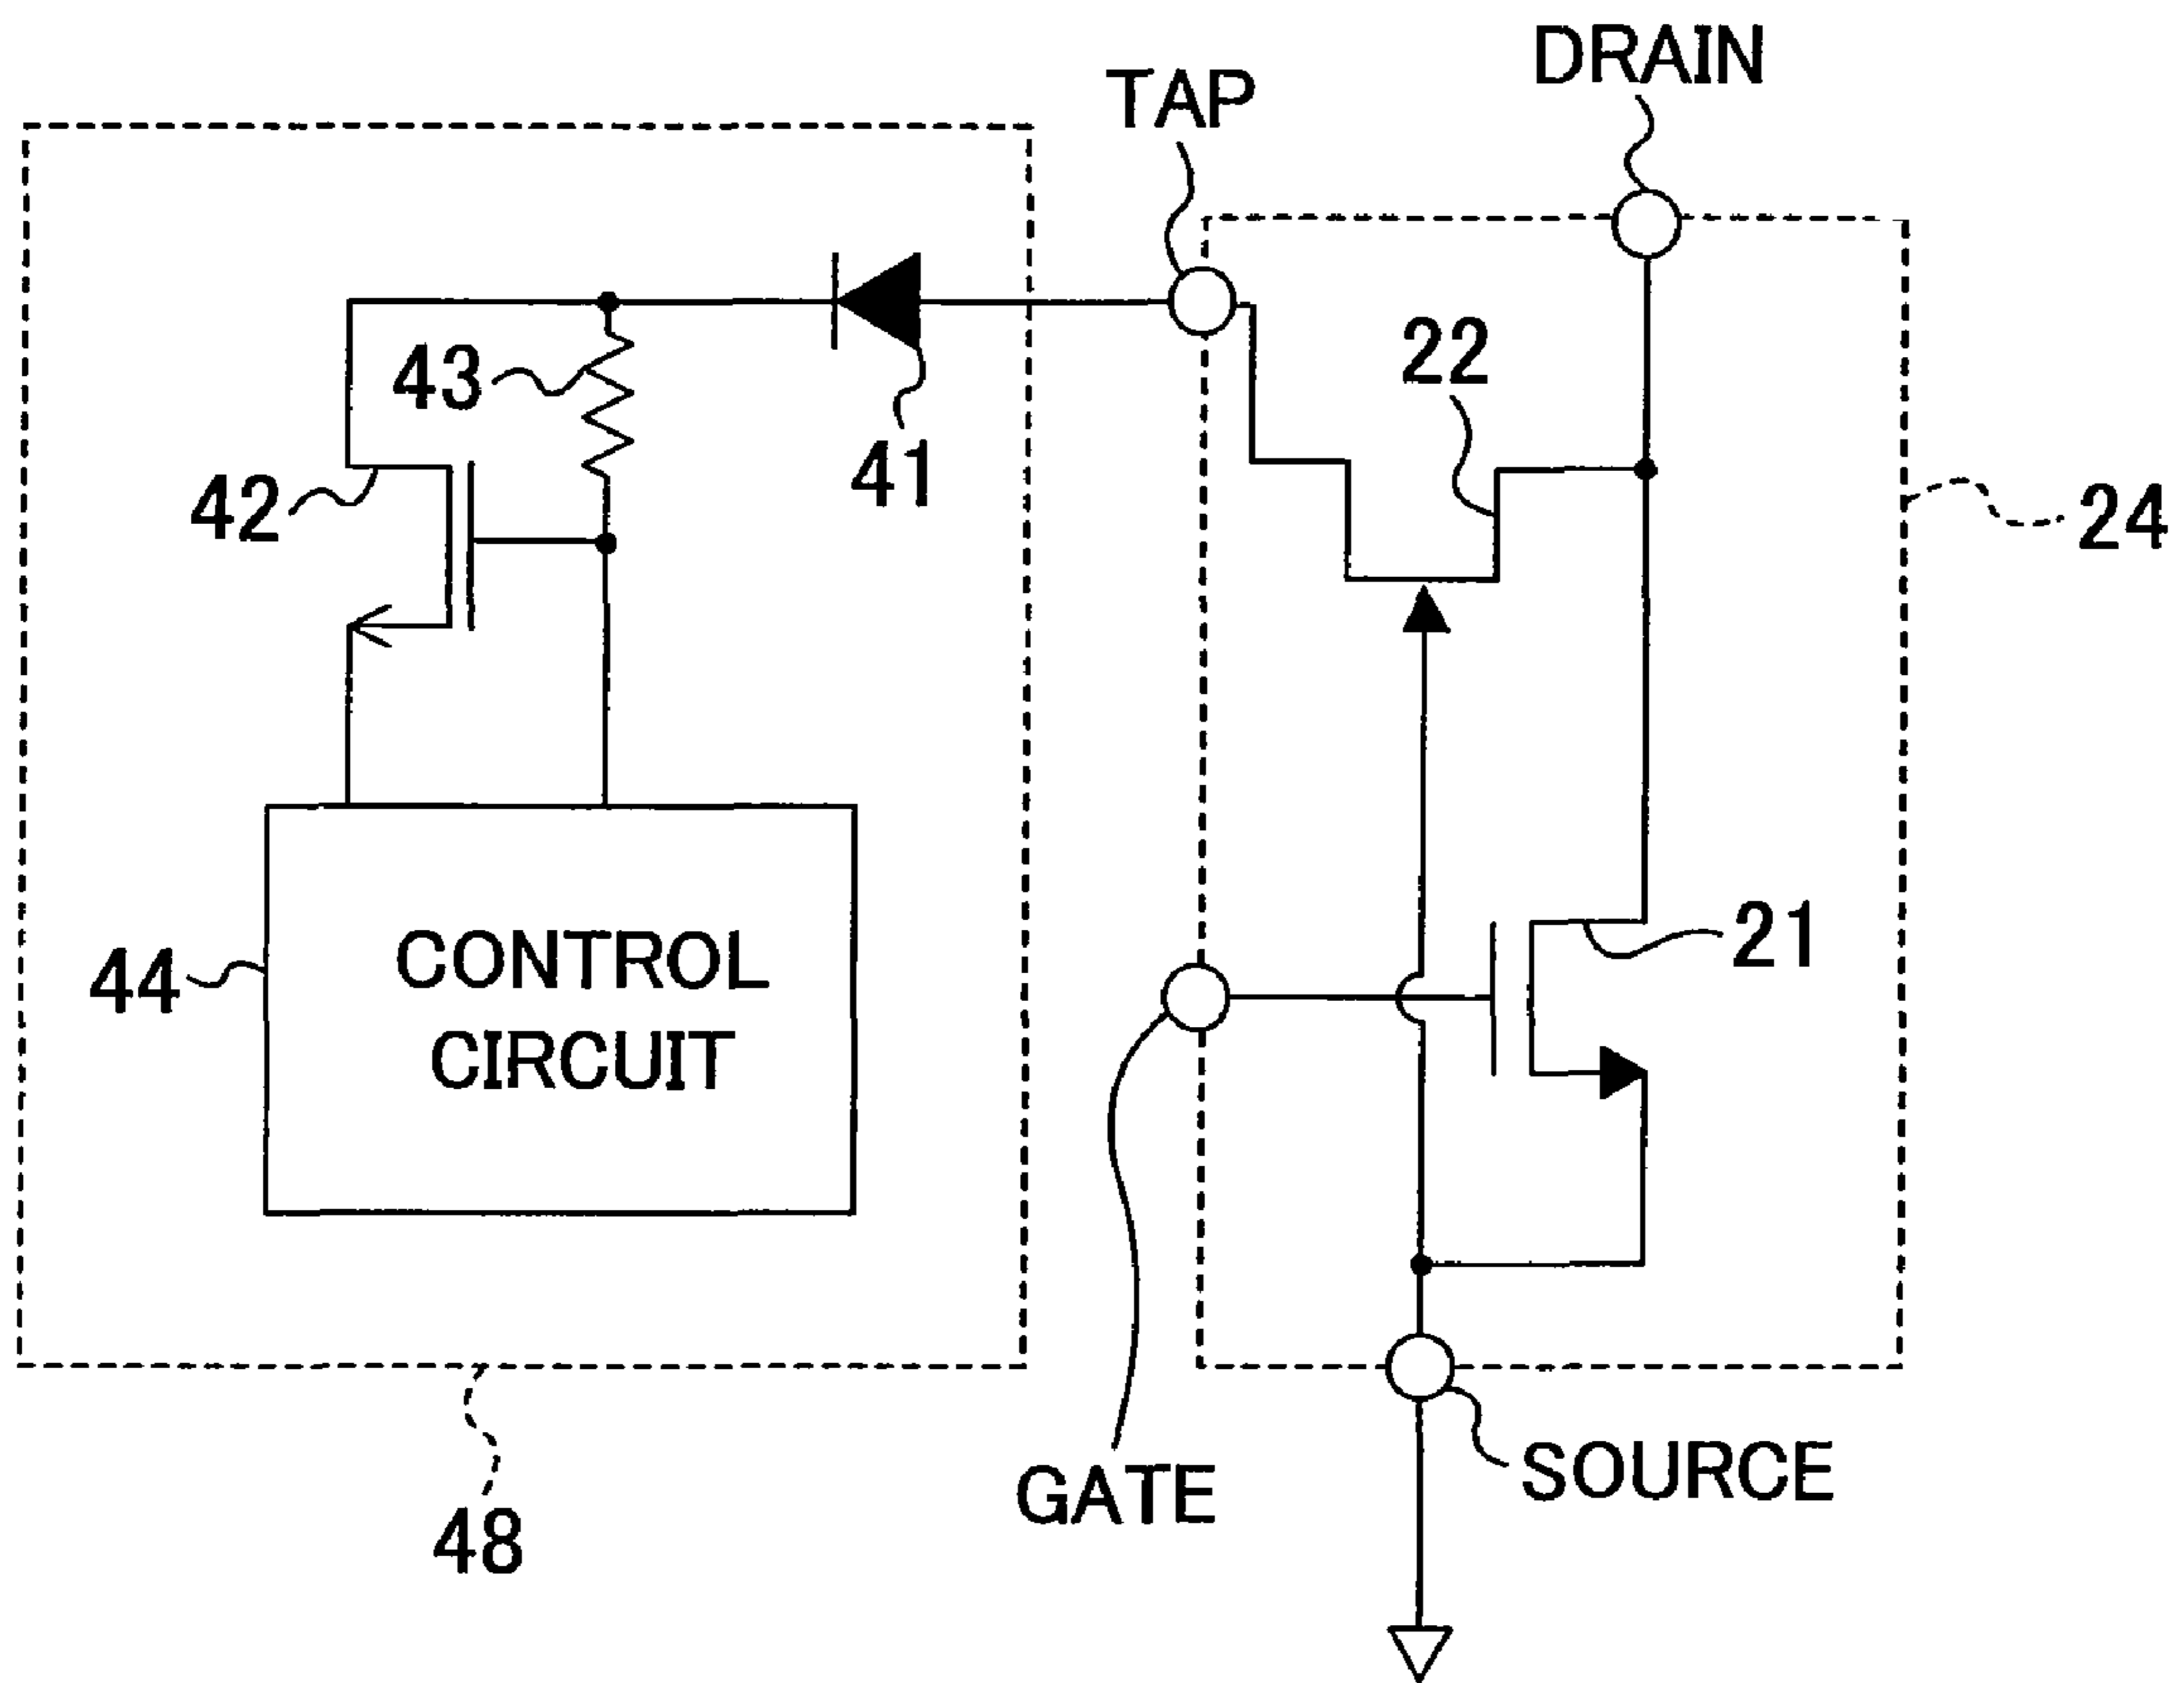 DRAIN
TAP
22
43
41
42
24
21
44
CONTROL
CIRCUIT
GATE
SOURCE
48